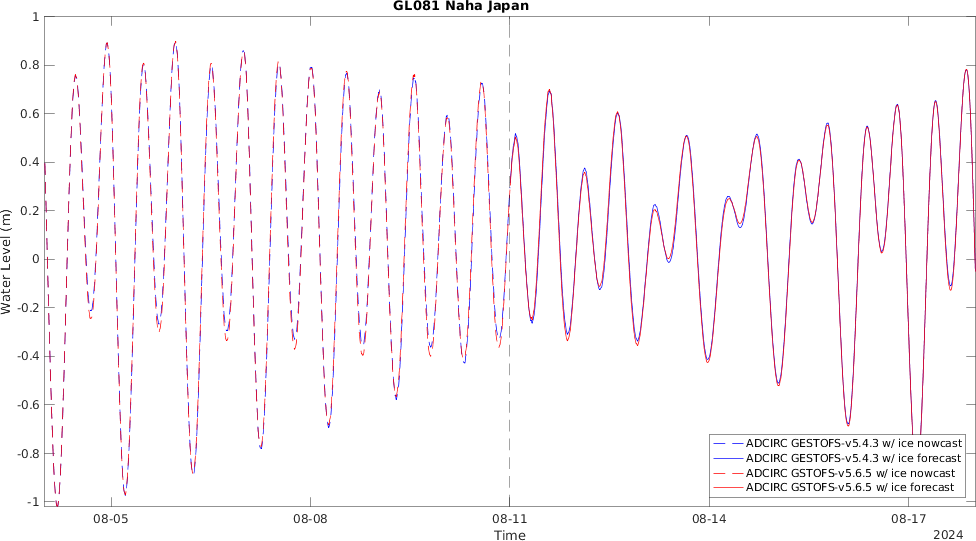 GL081 Naha Japan
1
0.8
0.6
0.4
0.2
0
-0.2
-0.4
-0.6
-0.8
-1
Water Level (m)
ADCIRC GESTOFS-v5.4.3 w/ ice nowcast
ADCIRC GESTOFS-v5.4.3 w/ ice forecast
ADCIRC GSTOFS-v5.6.5 w/ ice nowcast
ADCIRC GSTOFS-v5.6.5 w/ ice forecast
08-05 08-08 08-11 08-14 08-17
Time
2024